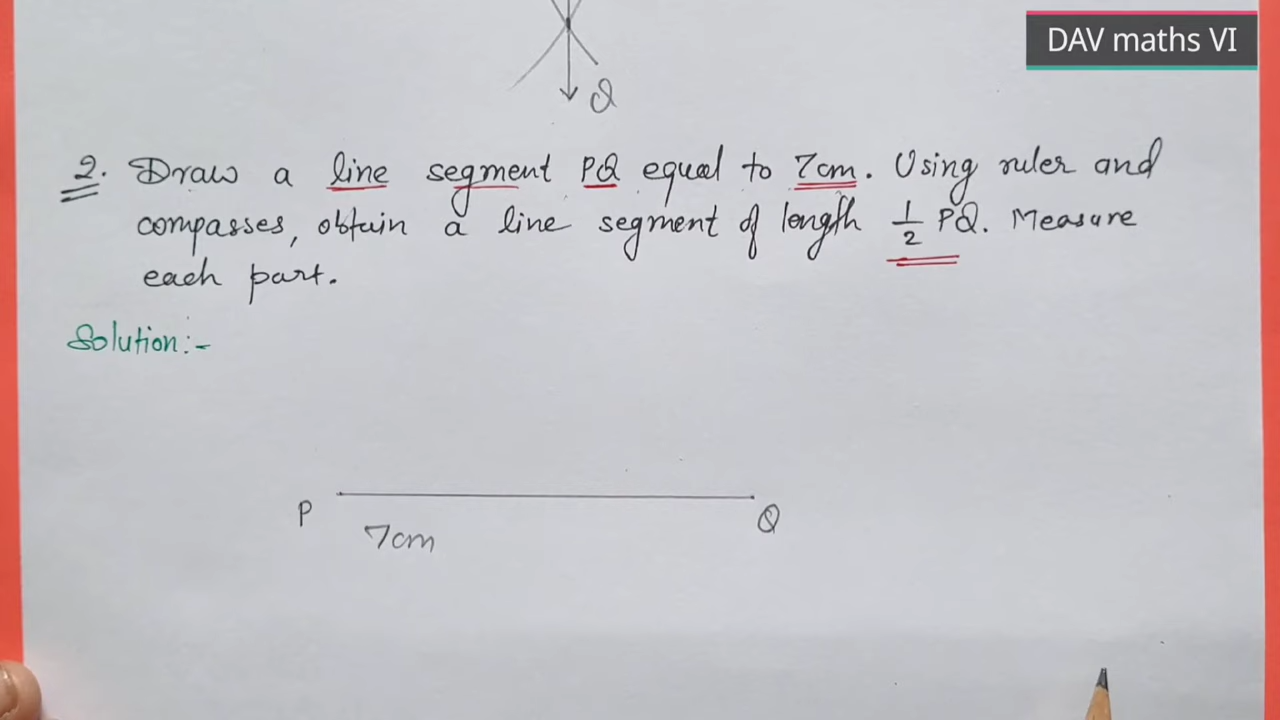 DAV maths VI
Q
2. Draw a line segment PQ equal to 7cm. Using ruler and
compasses, obtain a line segment of length 1/2 PQ. Measure
each part.
Solution:-
P
Q
7cm